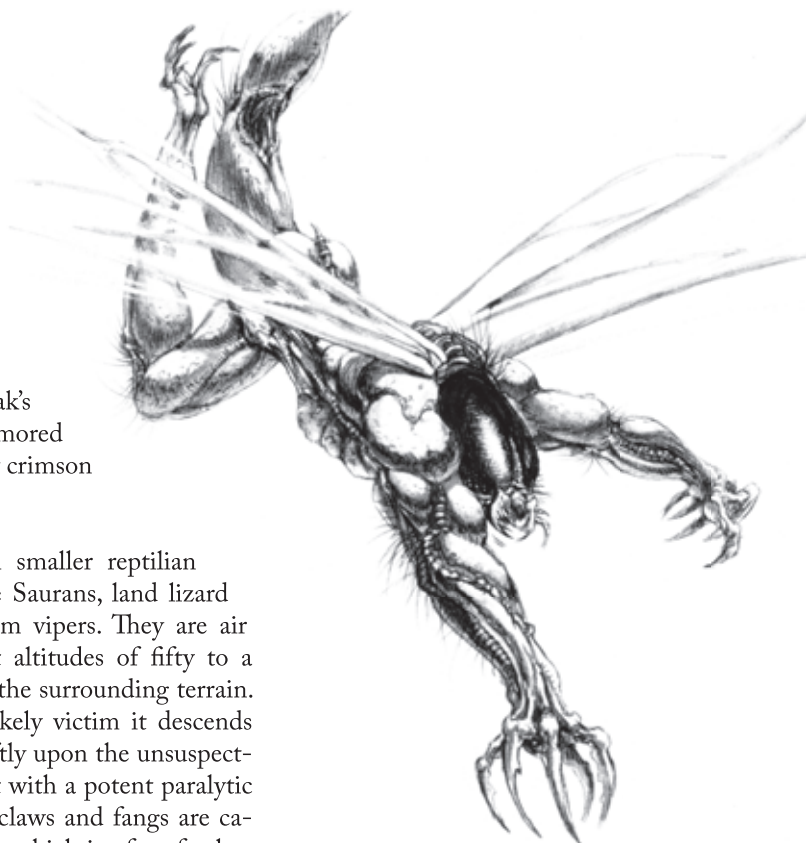 ak's
mored
crimson
smaller reptilian
Saurans, land lizard
m vipers. They are air
altitudes of fifty to a
the surrounding terrain.
kely victim it descends
tly upon the unsuspect-
with a potent paralytic
claws and fangs are ca-